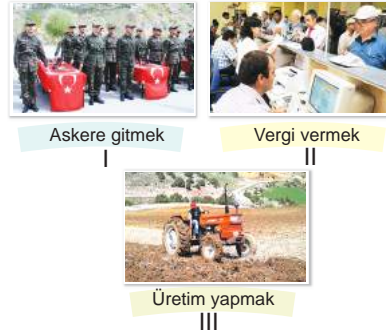 Askere gitmek
I
Vergi vermek
II
Üretim yapmak
III